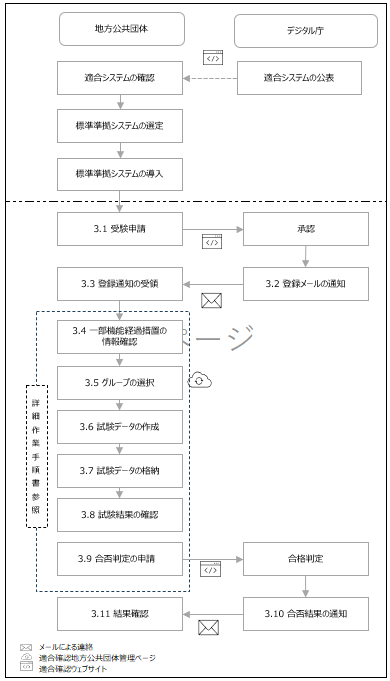 地方公共団体
デジタル庁
適合システムの確認
適合システムの公表
標準準拠システムの選定
標準準拠システムの導入
3.1 受験申請
承認
3.3 登録通知の受領
3.2 登録メールの通知
3.4 一部機能経過措置の
情報確認
ページ
3.5 グループの選択
3.6 試験データの作成
3.7 試験データの格納
3.8 試験結果の確認
詳細作業手順書参照
3.9 合否判定の申請
合格判定
3.11 結果確認
3.10 合否結果の通知
メールによる連絡
適合確認地方公共団体管理ページ
適合確認ウェブサイト